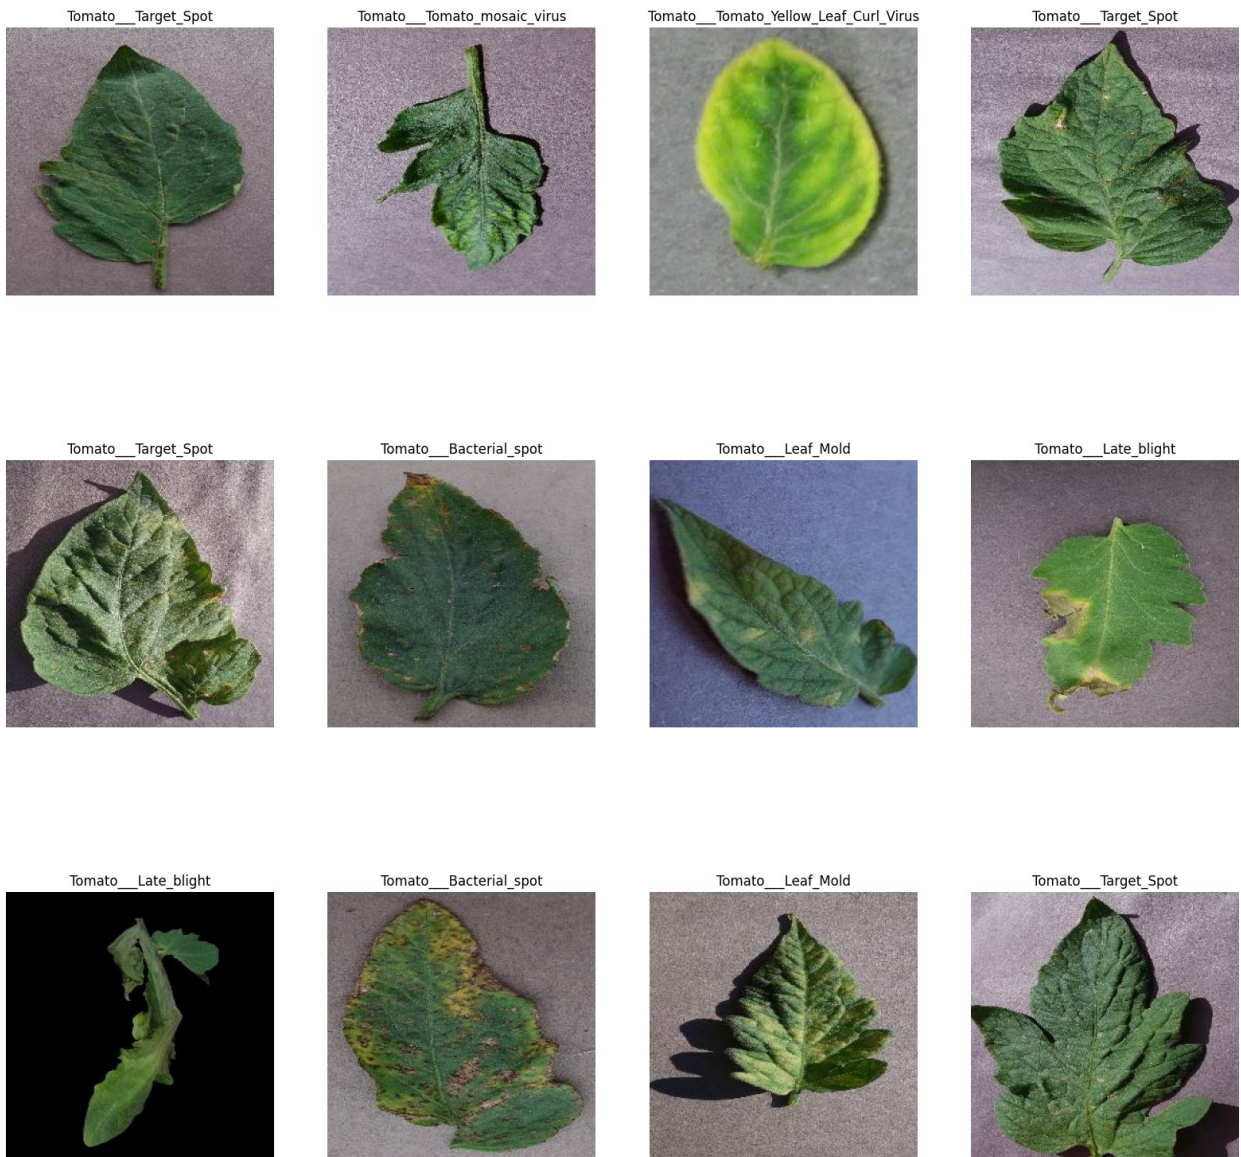 Tomato___Target_Spot
Tomato___Tomato_mosaic_virus
Tomato___Tomato_Yellow_Leaf_Curl_Virus
Tomato___Target_Spot
Tomato___Target_Spot
Tomato___Bacterial_spot
Tomato___Leaf_Mold
Tomato___Late_blight
Tomato___Late_blight
Tomato___Bacterial_spot
Tomato___Leaf_Mold
Tomato___Target_Spot